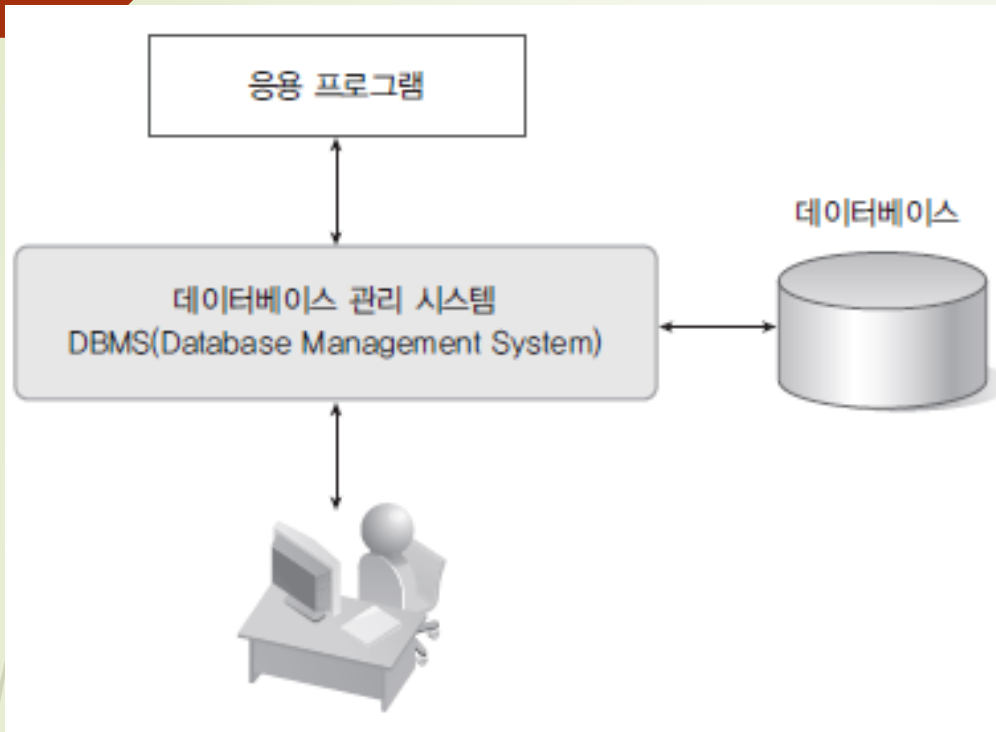 응용 프로그램
데이터베이스
데이터베이스 관리 시스템
DBMS(Database Management System)